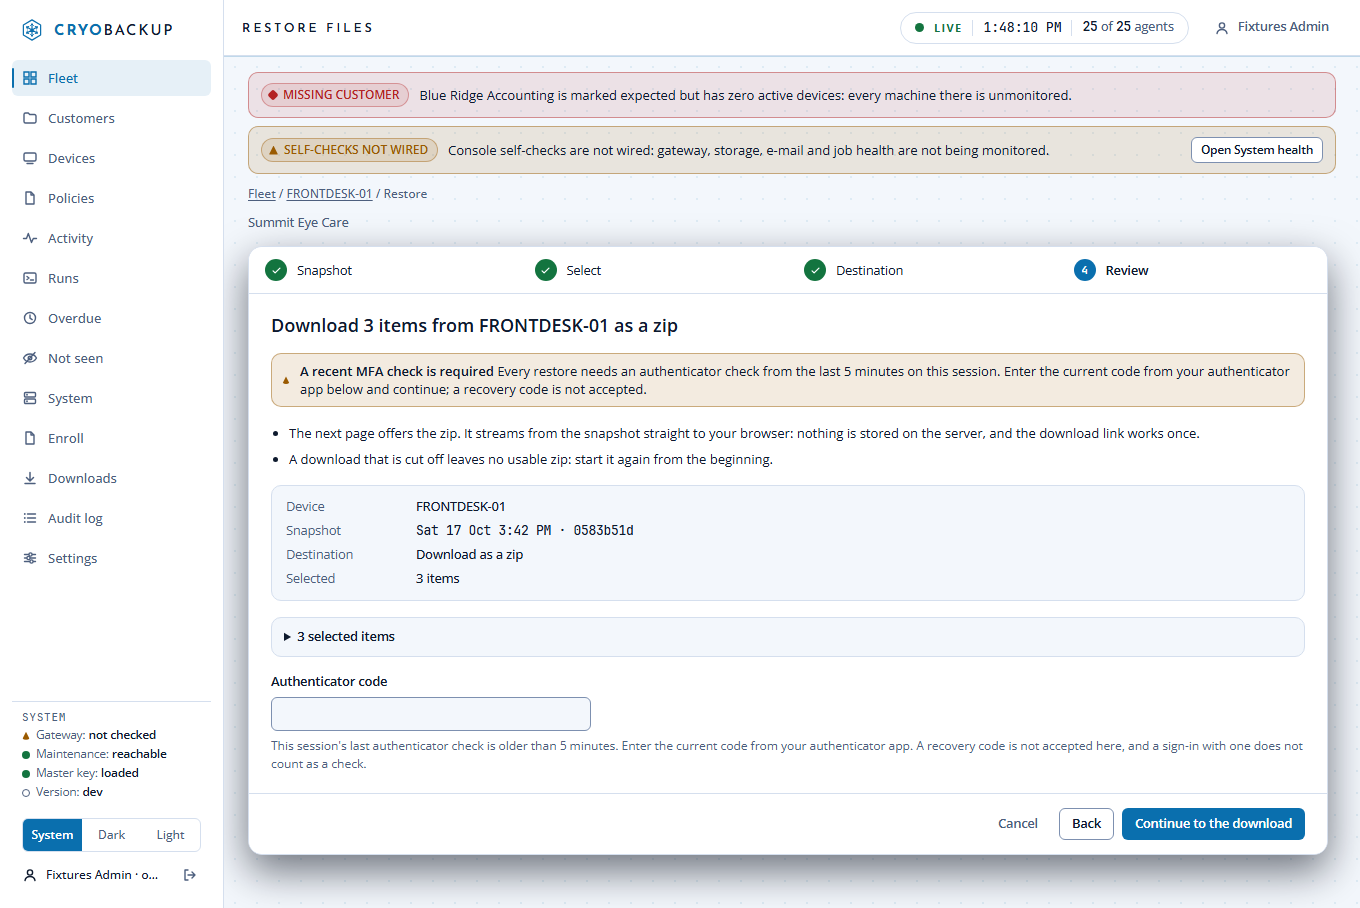 CRYOBACKUP
RESTORE FILES
LIVE 1:48:10 PM 25 of 25 agents
Fixtures Admin
Fleet
Customers
Devices
Policies
Activity
Runs
Overdue
Not seen
System
Enroll
Downloads
Audit log
Settings
SYSTEM
Gateway: not checked
Maintenance: reachable
Master key: loaded
Version: dev
System Dark Light
Fixtures Admin · o...
MISSING CUSTOMER Blue Ridge Accounting is marked expected but has zero active devices: every machine there is unmonitored.
SELF-CHECKS NOT WIRED Console self-checks are not wired: gateway, storage, e-mail and job health are not being monitored. Open System health
Fleet / FRONTDESK-01 / Restore
Summit Eye Care
Snapshot Select Destination 4 Review
Download 3 items from FRONTDESK-01 as a zip
A recent MFA check is required Every restore needs an authenticator check from the last 5 minutes on this session. Enter the current code from your authenticator
app below and continue; a recovery code is not accepted.
The next page offers the zip. It streams from the snapshot straight to your browser: nothing is stored on the server, and the download link works once.
A download that is cut off leaves no usable zip: start it again from the beginning.
Device FRONTDESK-01
Snapshot Sat 17 Oct 3:42 PM · 0583b51d
Destination Download as a zip
Selected 3 items
3 selected items
Authenticator code
This session's last authenticator check is older than 5 minutes. Enter the current code from your authenticator app. A recovery code is not accepted here, and a sign-in with one does not
count as a check.
Cancel Back Continue to the download